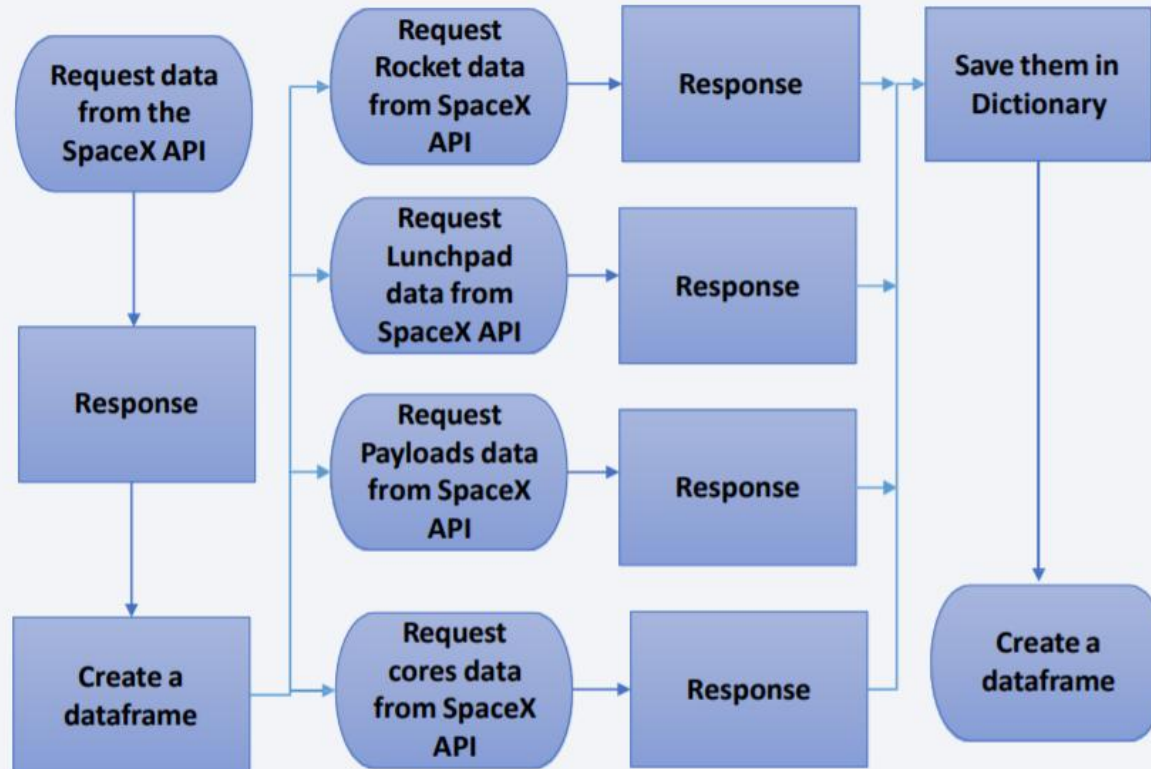 Request data
from the
SpaceX API
Response
Create a
dataframe
Request
Rocket data
from SpaceX
API
Response
Request
Lunchpad
data from
SpaceX API
Response
Request
Payloads data
from SpaceX
API
Response
Request
cores data
from SpaceX
API
Response
Save them in
Dictionary
Create a
dataframe